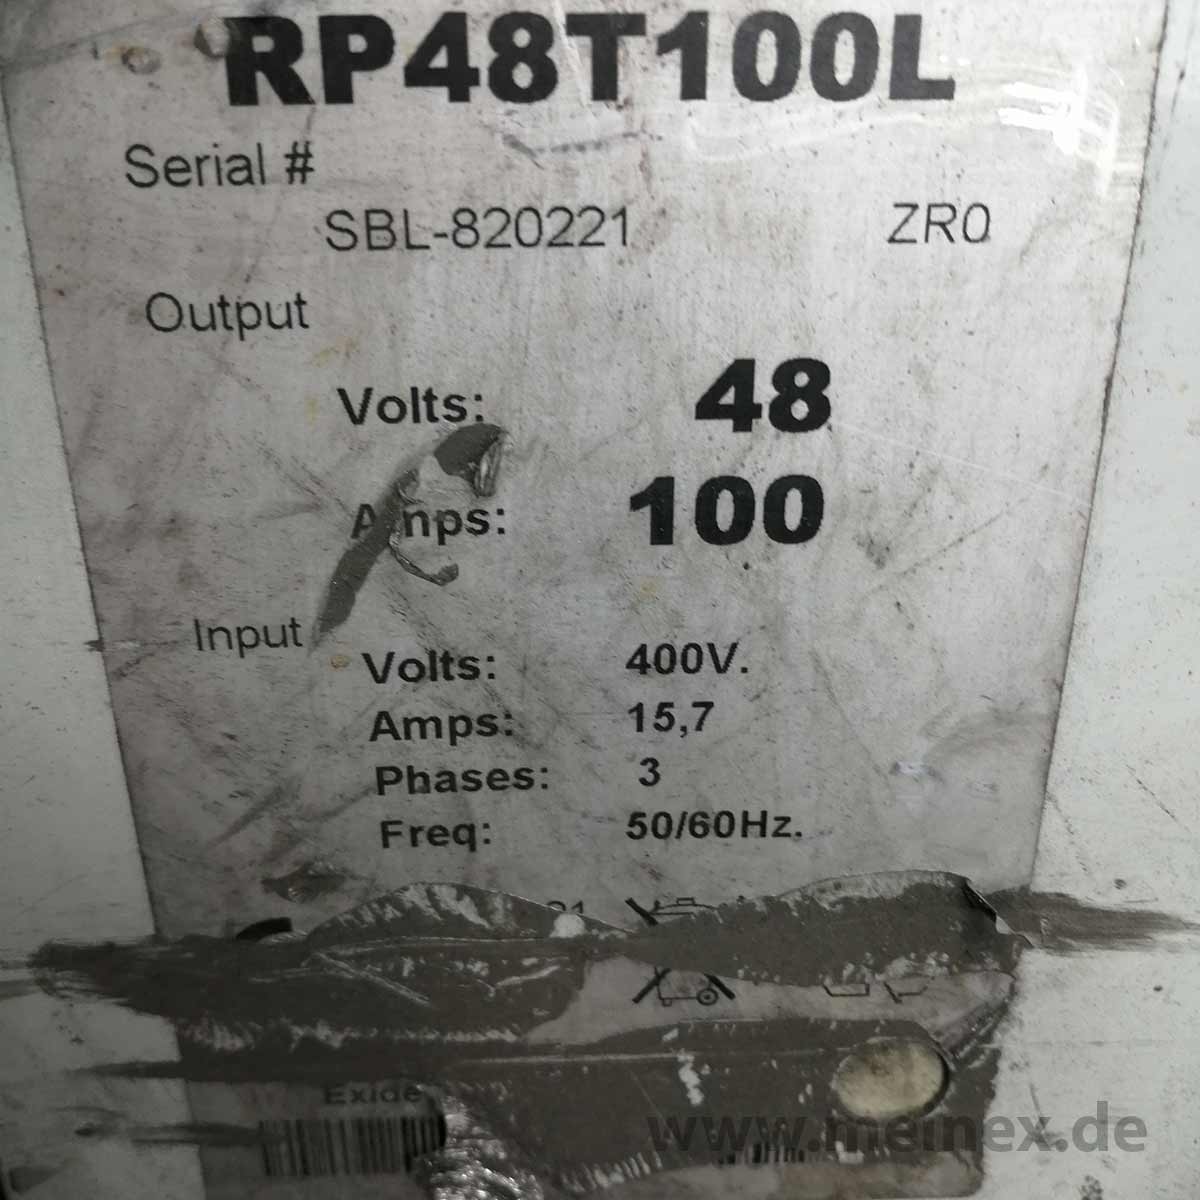 RP48T100L
Serial #
SBL-820221 ZR0
Output
Volts: 48
Amps: 100
Input
Volts: 400V.
Amps: 15,7
Phases: 3
Freq: 50/60Hz.
Exide
www.meinex.de